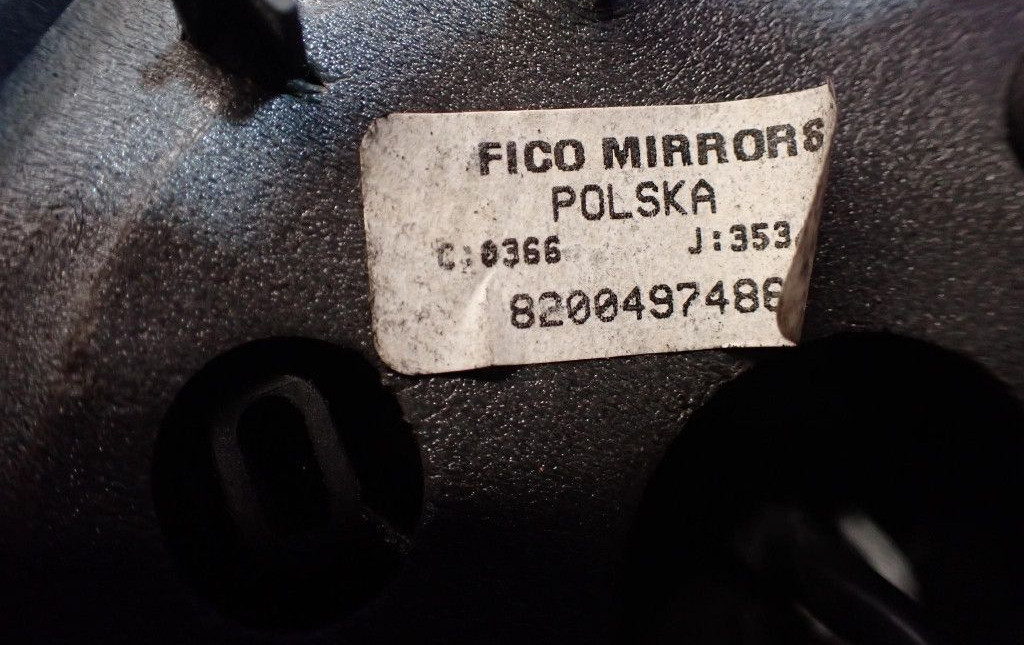 FICO MIRRORS
POLSKA
C:0366 J:353
8200497486